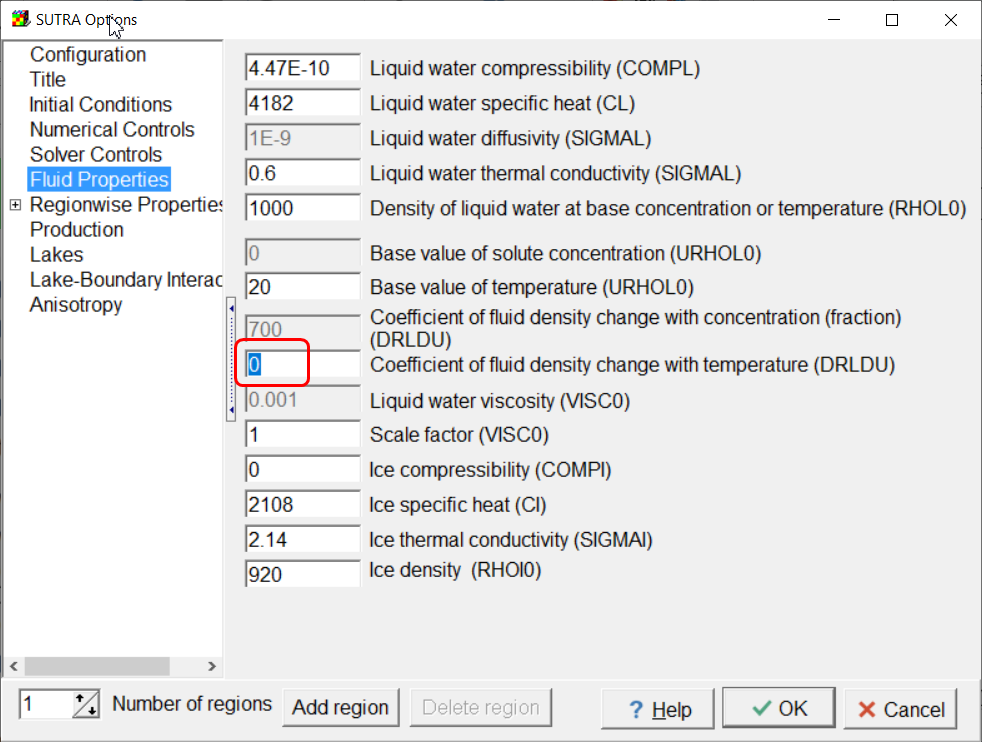 SUTRA Options
Configuration
Title
Initial Conditions
Numerical Controls
Solver Controls
Fluid Properties
Regionwise Properties
Production
Lakes
Lake-Boundary Interac
Anisotropy
4.47E-10 Liquid water compressibility (COMPL)
4182 Liquid water specific heat (CL)
1E-9 Liquid water diffusivity (SIGMAL)
0.6 Liquid water thermal conductivity (SIGMAL)
1000 Density of liquid water at base concentration or temperature (RHOL0)
0 Base value of solute concentration (URHOL0)
20 Base value of temperature (URHOL0)
700 Coefficient of fluid density change with concentration (fraction)
(DRLDU)
0 Coefficient of fluid density change with temperature (DRLDU)
0.001 Liquid water viscosity (VISC0)
1 Scale factor (VISC0)
0 Ice compressibility (COMPI)
2108 Ice specific heat (CI)
2.14 Ice thermal conductivity (SIGMAI)
920 Ice density (RHOI0)
1 Number of regions Add region Delete region ? Help OK Cancel